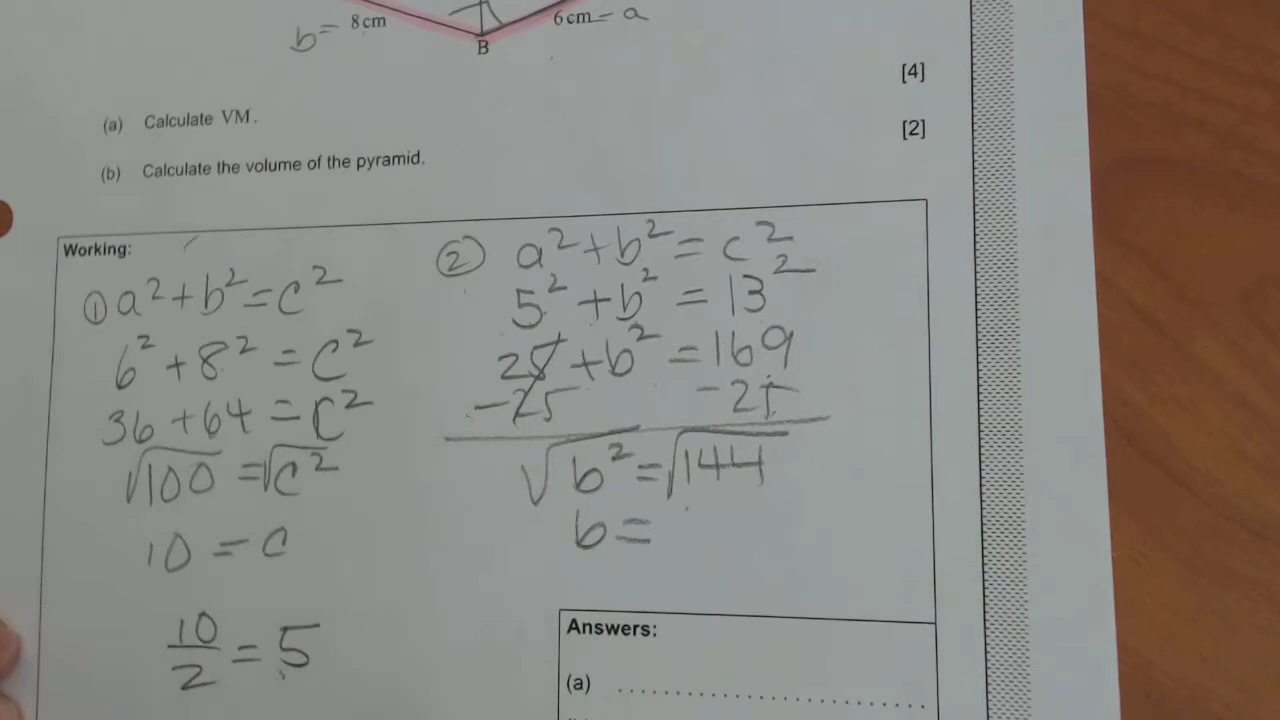 b= 8cm
6cm=a
B
[4]
(a) Calculate VM.
[2]
(b) Calculate the volume of the pyramid.
Working:
① a²+b²=c²
6²+8²=c²
36+64=c²
√100=√c²
10=c
10/2=5
② a²+b²=c²
5²+b²=13²
25+b²=169
-25 -25
√b²=√144
b=
Answers:
(a) ........................................